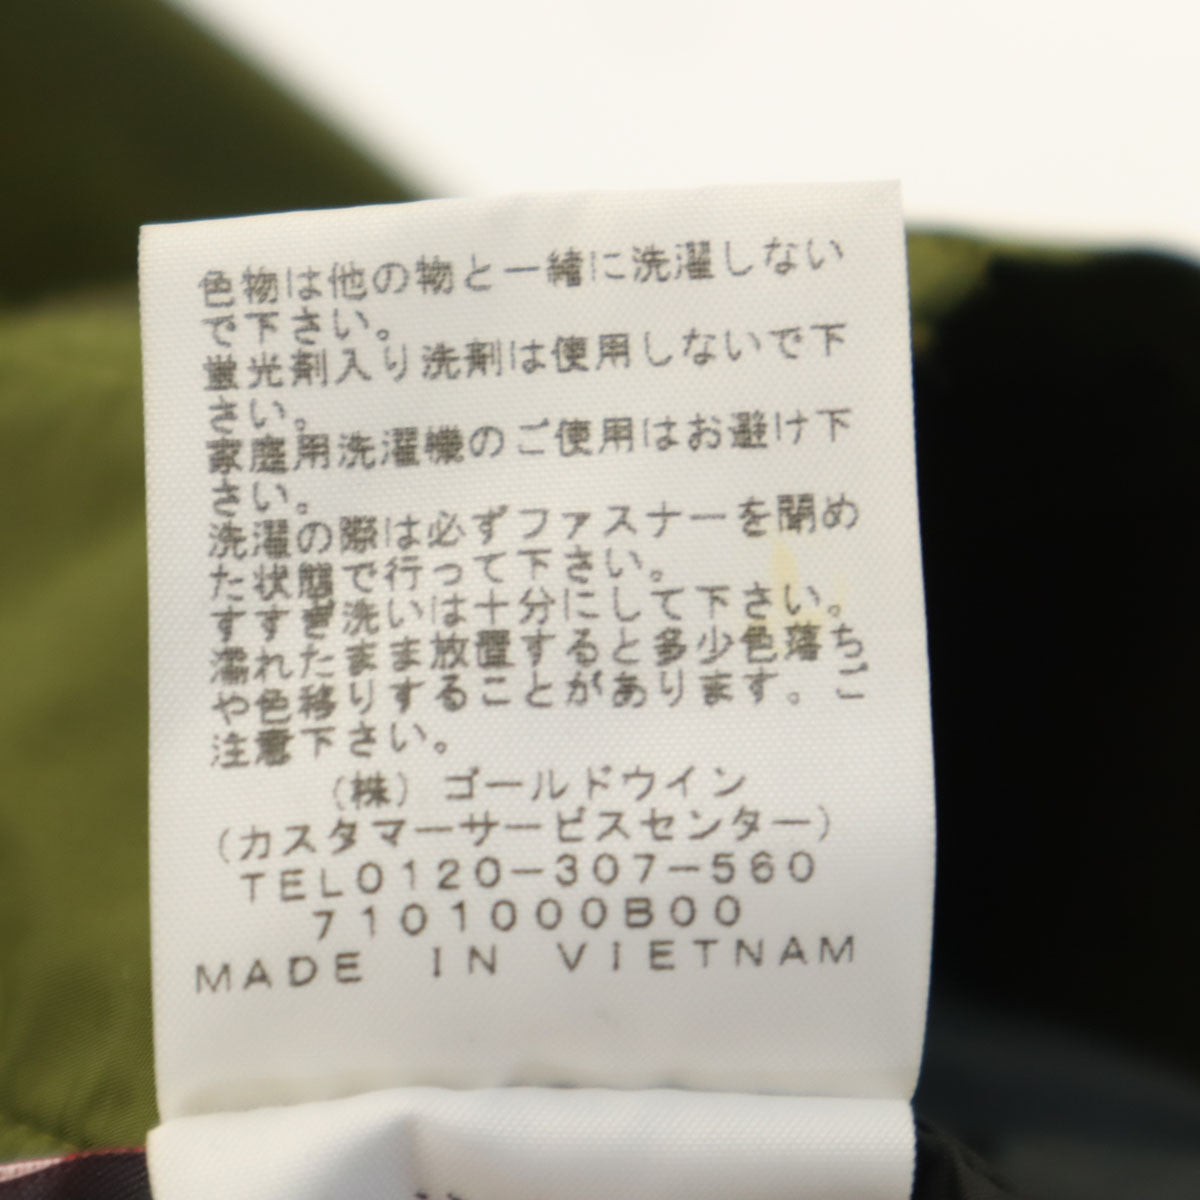 色物は他の物と一緒に洗濯しない
で下さい。
蛍光剤入り洗剤は使用しないで下
さい。
家庭用洗濯機のご使用はお避け下
さい。
洗濯の際は必ずファスナーを閉め
た状態で行って下さい。
すすぎ洗いは十分にして下さい。
濡れたまま放置すると多少色落ち
や色移りすることがあります。ご
注意下さい。
(株)ゴールドウイン
(カスタマーサービスセンター)
TEL0120-307-560
7101000B00
MADE IN VIETNAM